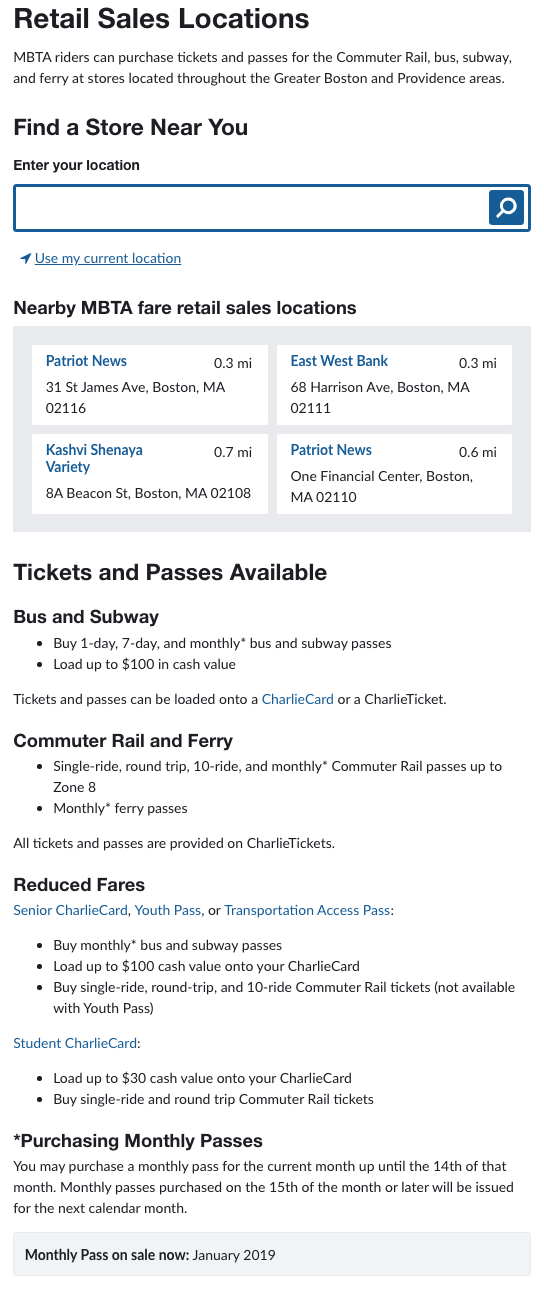 Retail Sales Locations
MBTA riders can purchase tickets and passes for the Commuter Rail, bus, subway,
and ferry at stores located throughout the Greater Boston and Providence areas.
Find a Store Near You
Enter your location
Use my current location
Nearby MBTA fare retail sales locations
Patriot News 0.3 mi
31 St James Ave, Boston, MA
02116
East West Bank 0.3 mi
68 Harrison Ave, Boston, MA
02111
Kashvi Shenaya 0.7 mi
Variety
8A Beacon St, Boston, MA 02108
Patriot News 0.6 mi
One Financial Center, Boston,
MA 02110
Tickets and Passes Available
Bus and Subway
• Buy 1-day, 7-day, and monthly* bus and subway passes
• Load up to $100 in cash value
Tickets and passes can be loaded onto a CharlieCard or a CharlieTicket.
Commuter Rail and Ferry
• Single-ride, round trip, 10-ride, and monthly* Commuter Rail passes up to
Zone 8
• Monthly* ferry passes
All tickets and passes are provided on CharlieTickets.
Reduced Fares
Senior CharlieCard, Youth Pass, or Transportation Access Pass:
• Buy monthly* bus and subway passes
• Load up to $100 cash value onto your CharlieCard
• Buy single-ride, round-trip, and 10-ride Commuter Rail tickets (not available
with Youth Pass)
Student CharlieCard:
• Load up to $30 cash value onto your CharlieCard
• Buy single-ride and round trip Commuter Rail tickets
*Purchasing Monthly Passes
You may purchase a monthly pass for the current month up until the 14th of that
month. Monthly passes purchased on the 15th of the month or later will be issued
for the next calendar month.
Monthly Pass on sale now: January 2019